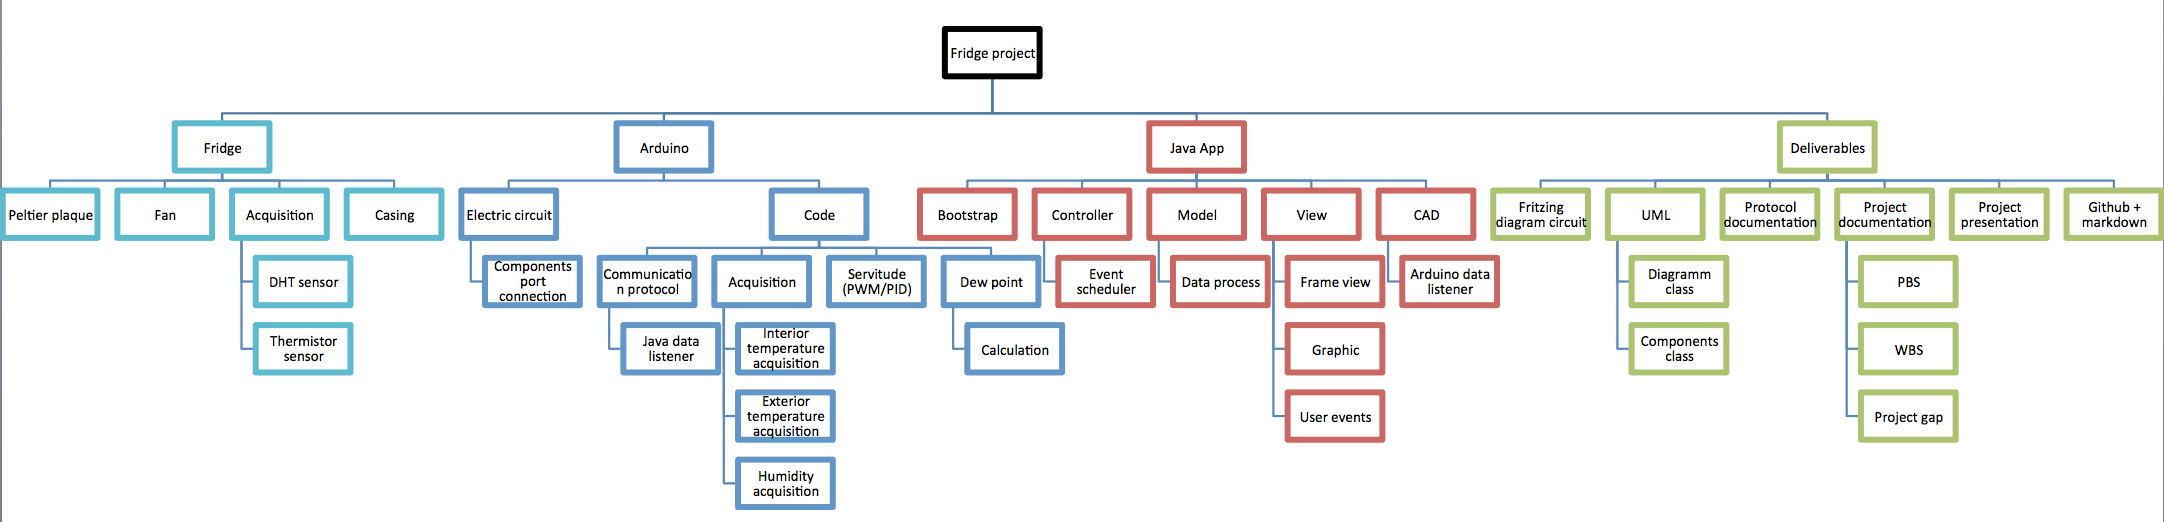 Fridge project
Fridge
Arduino
Java App
Deliverables
Peltier plaque
Fan
Acquisition
Casing
Electric circuit
Code
Bootstrap
Controller
Model
View
CAD
Fritzing
diagram circuit
UML
Protocol
documentation
Project
documentation
Project
presentation
Github +
markdown
DHT sensor
Thermistor
sensor
Components
port
connection
Communicatio
n protocol
Acquisition
Servitude
(PWM/PID)
Dew point
Java data
listener
Interior
temperature
acquisition
Exterior
temperature
acquisition
Humidity
acquisition
Calculation
Event
scheduler
Data process
Frame view
Graphic
User events
Arduino data
listener
Diagramm
class
Components
class
PBS
WBS
Project gap